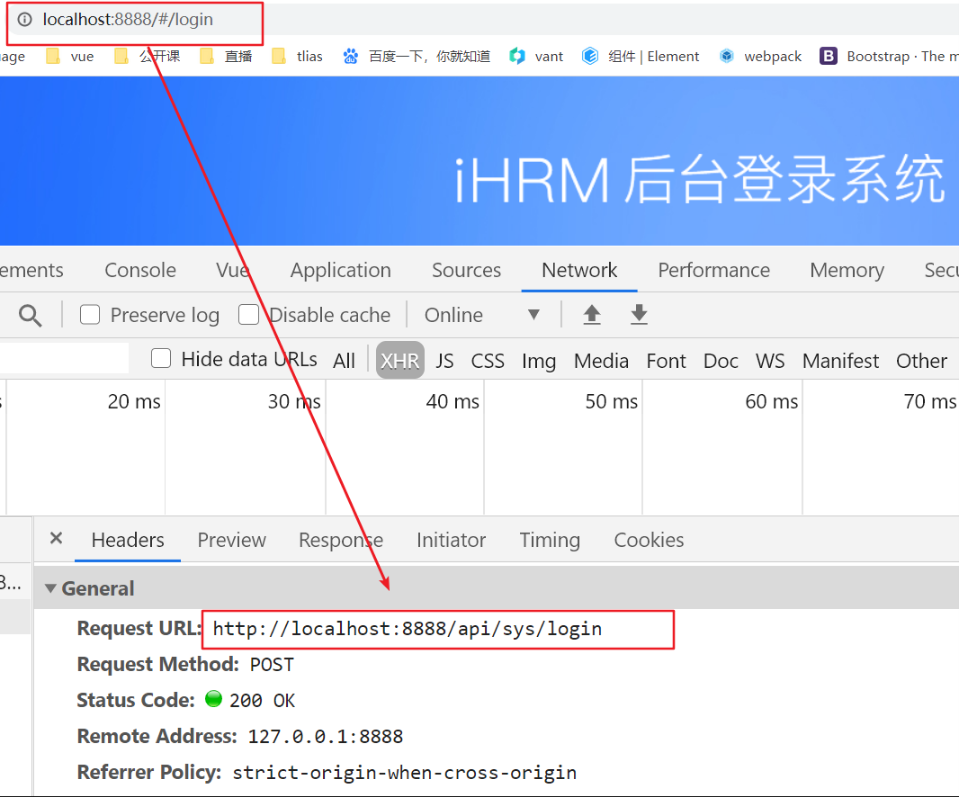 localhost:8888/#/login
age vue 公开课 直播 tlias 百度一下，你就知道 vant 组件 | Element webpack B Bootstrap · The m
iHRM 后台登录系统
ements Console Vue Application Sources Network Performance Memory Secu
Preserve log Disable cache Online
Hide data URLs All XHR JS CSS Img Media Font Doc WS Manifest Other
20 ms 30 ms 40 ms 50 ms 60 ms 70 ms
× Headers Preview Response Initiator Timing Cookies
8... General
Request URL: http://localhost:8888/api/sys/login
Request Method: POST
Status Code: 200 OK
Remote Address: 127.0.0.1:8888
Referrer Policy: strict-origin-when-cross-origin